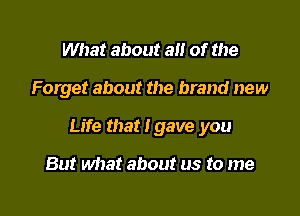 What about all of the
Forget about the brand new
Life that I gave you
But what about us to me